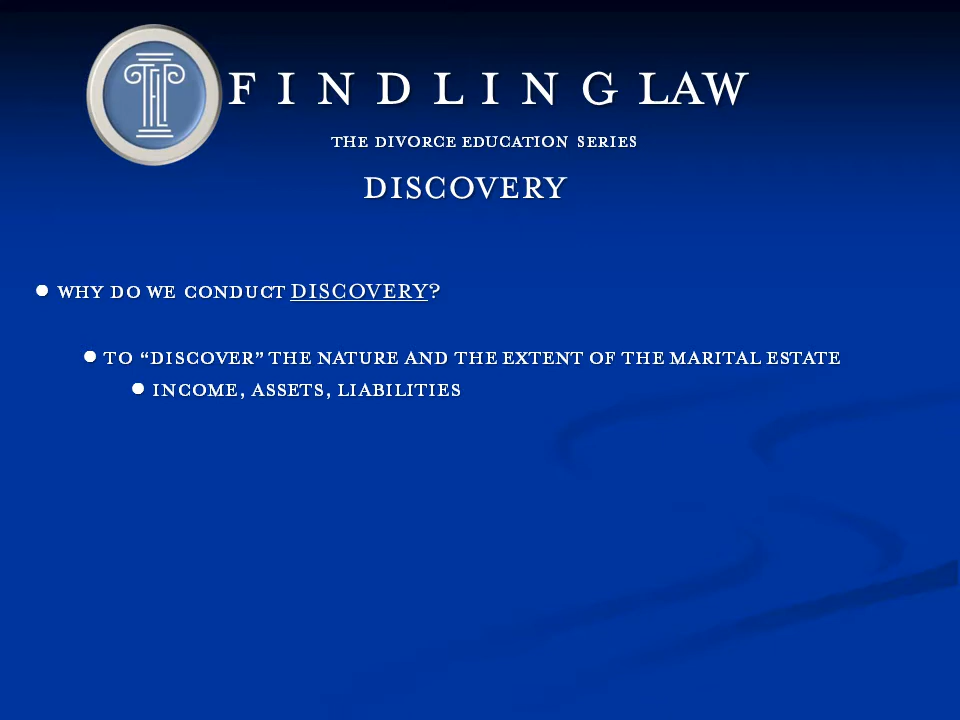 F I N D L I N G LAW
THE DIVORCE EDUCATION SERIES
DISCOVERY
• WHY DO WE CONDUCT DISCOVERY?
• TO “DISCOVER” THE NATURE AND THE EXTENT OF THE MARITAL ESTATE
• INCOME, ASSETS, LIABILITIES